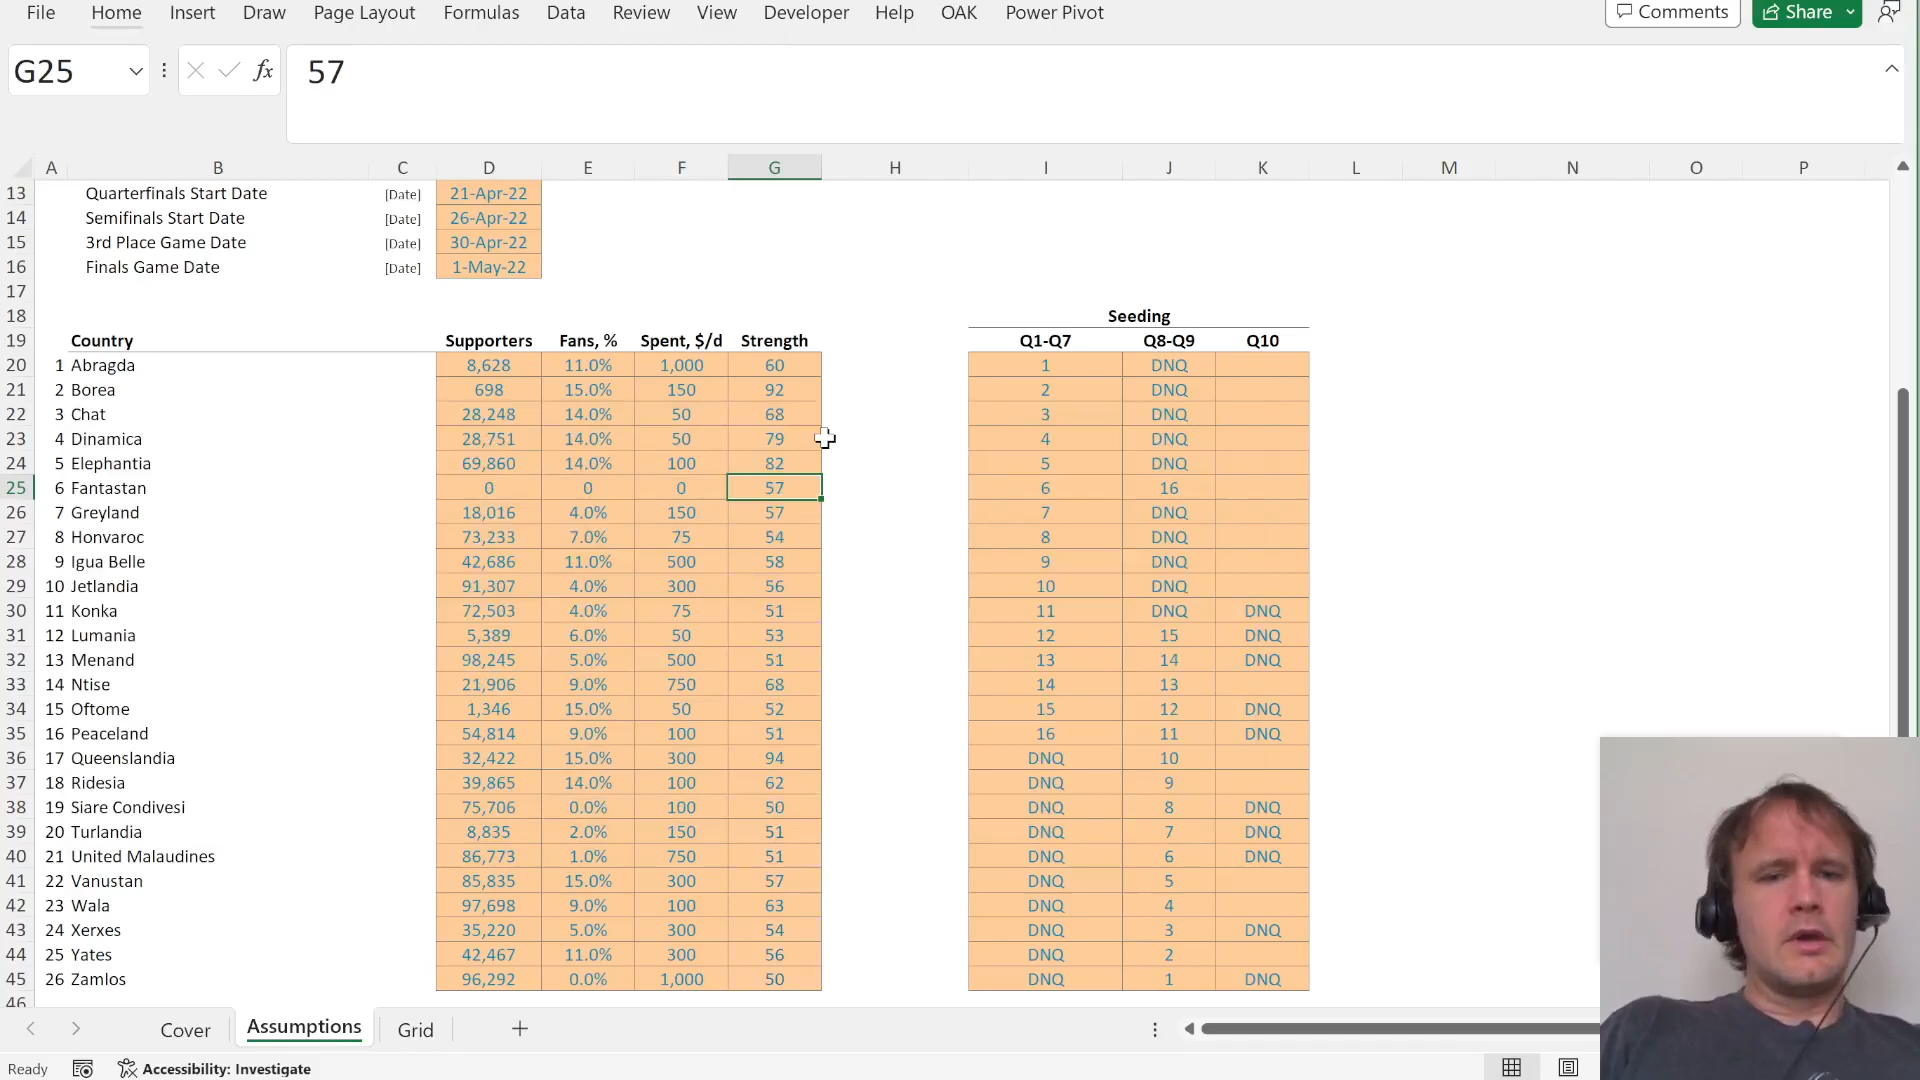 File Home Insert Draw Page Layout Formulas Data Review View Developer Help OAK Power Pivot Comments Share
G25 fx 57
A B C D E F G H I J K L M N O P
13 Quarterfinals Start Date [Date] 21-Apr-22
14 Semifinals Start Date [Date] 26-Apr-22
15 3rd Place Game Date [Date] 30-Apr-22
16 Finals Game Date [Date] 1-May-22
17
18 Seeding
19 Country Supporters Fans, % Spent, $/d Strength Q1-Q7 Q8-Q9 Q10
20 1 Abragda 8,628 11.0% 1,000 60 1 DNQ
21 2 Borea 698 15.0% 150 92 2 DNQ
22 3 Chat 28,248 14.0% 50 68 3 DNQ
23 4 Dinamica 28,751 14.0% 50 79 4 DNQ
24 5 Elephantia 69,860 14.0% 100 82 5 DNQ
25 6 Fantastan 0 0 0 57 6 16
26 7 Greyland 18,016 4.0% 150 57 7 DNQ
27 8 Honvaroc 73,233 7.0% 75 54 8 DNQ
28 9 Igua Belle 42,686 11.0% 500 58 9 DNQ
29 10 Jetlandia 91,307 4.0% 300 56 10 DNQ
30 11 Konka 72,503 4.0% 75 51 11 DNQ DNQ
31 12 Lumania 5,389 6.0% 50 53 12 15 DNQ
32 13 Menand 98,245 5.0% 500 51 13 14 DNQ
33 14 Ntise 21,906 9.0% 750 68 14 13
34 15 Oftome 1,346 15.0% 50 52 15 12 DNQ
35 16 Peaceland 54,814 9.0% 100 51 16 11 DNQ
36 17 Queenslandia 32,422 15.0% 300 94 DNQ 10
37 18 Ridesia 39,865 14.0% 100 62 DNQ 9
38 19 Siare Condivesi 75,706 0.0% 100 50 DNQ 8 DNQ
39 20 Turlandia 8,835 2.0% 150 51 DNQ 7 DNQ
40 21 United Malaudines 86,773 1.0% 750 51 DNQ 6 DNQ
41 22 Vanustan 85,835 15.0% 300 57 DNQ 5
42 23 Wala 97,698 9.0% 100 63 DNQ 4
43 24 Xerxes 35,220 5.0% 300 54 DNQ 3 DNQ
44 25 Yates 42,467 11.0% 300 56 DNQ 2
45 26 Zamlos 96,292 0.0% 1,000 50 DNQ 1 DNQ
46
Cover Assumptions Grid
Ready Accessibility: Investigate